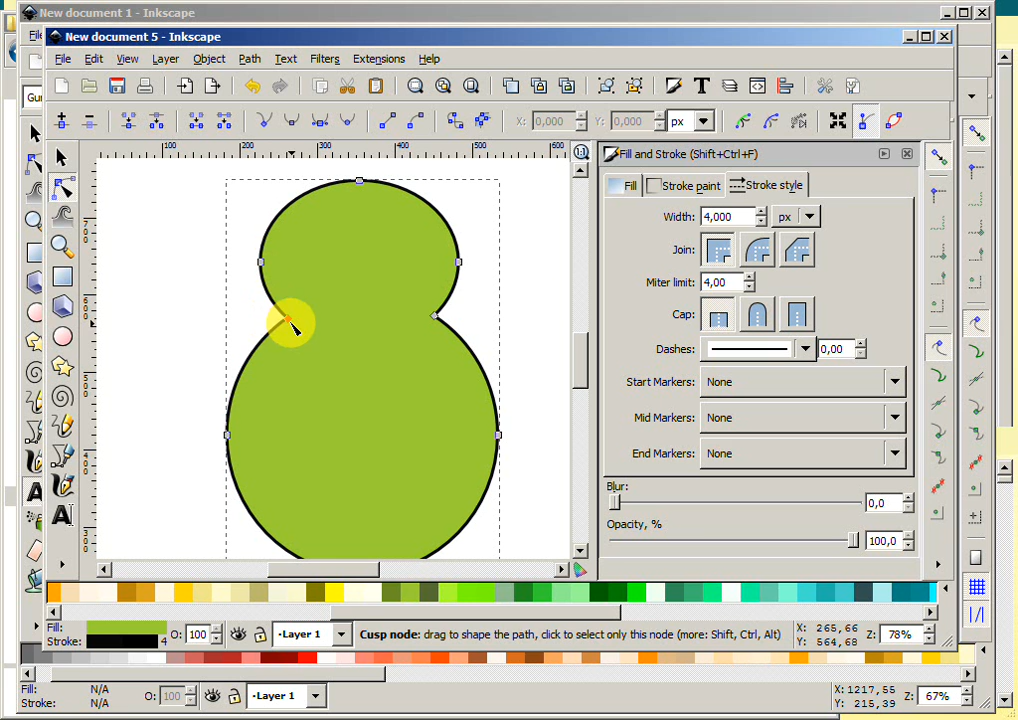 New document 1 - Inkscape
New document 5 - Inkscape
File Edit View Layer Object Path Text Filters Extensions Help
X: 0,000 Y: 0,000 px
100 200 300 400 500 600
Fill and Stroke (Shift+Ctrl+F)
Fill Stroke paint Stroke style
Width: 4,000 px
Join:
Miter limit: 4,00
Cap:
Dashes: 0,00
Start Markers: None
Mid Markers: None
End Markers: None
Blur:
0,0
Opacity, %
100,0
Fill:
Stroke: 4
O: 100
Layer 1
Cusp node: drag to shape the path, click to select only this node (more: Shift, Ctrl, Alt)
X: 265,66
Y: 564,68
Z: 78%
Fill: N/A
Stroke: N/A
O: 100
Layer 1
X:1217,55
Y: 215,39
Z: 67%